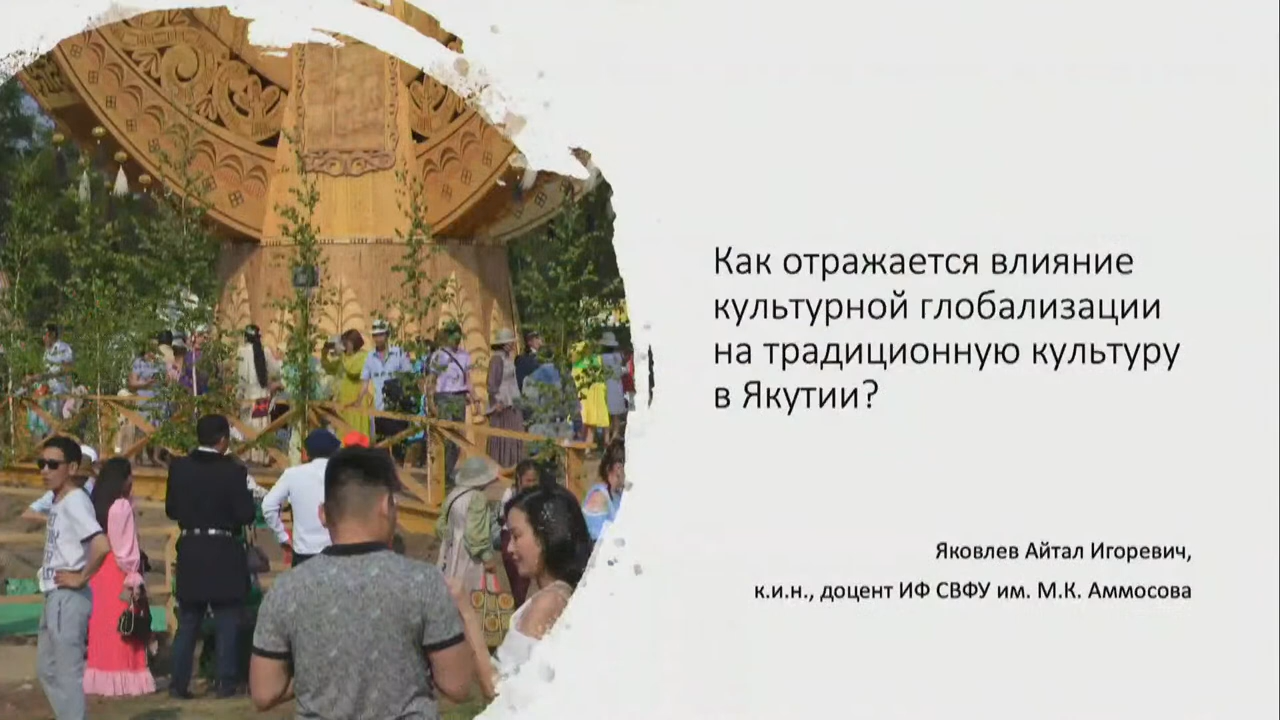 Как отражается влияние
культурной глобализации
на традиционную культуру
в Якутии?
Яковлев Айтал Игоревич,
к.и.н., доцент ИФ СВФУ им. М.К. Аммосова